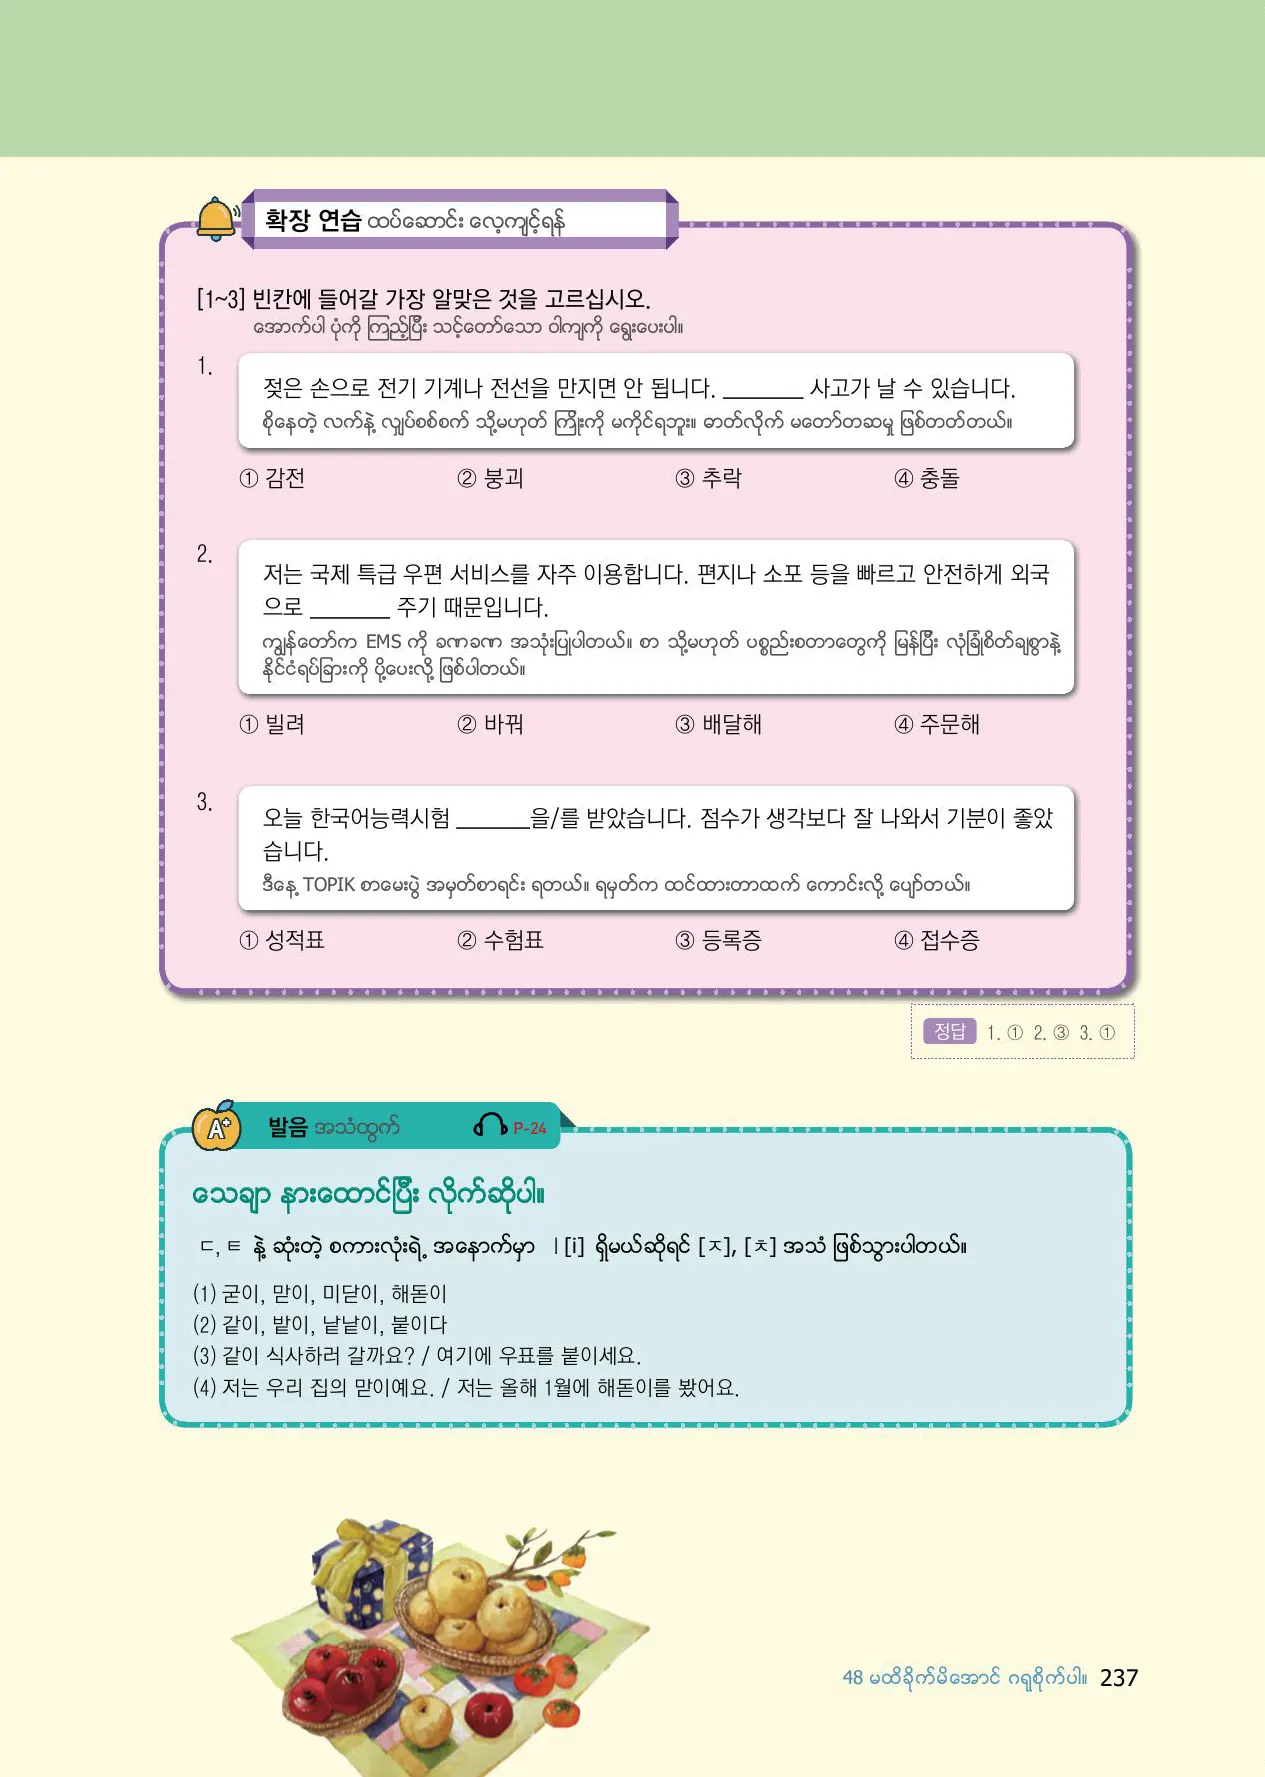 확장 연습 ထပ်ဆောင်း လေ့ကျင့်ရန်
[1~3] 빈칸에 들어갈 가장 알맞은 것을 고르십시오.
အောက်ပါ ပုံကို ကြည့်ပြီး သင့်တော်သော ဝါကျကို ရွေးပေးပါ။
1.
젖은 손으로 전기 기계나 전선을 만지면 안 됩니다. _______ 사고가 날 수 있습니다.
စိုနေတဲ့ လက်နဲ့ လျှပ်စစ်စက် သို့မဟုတ် ကြိုးကို မကိုင်ရဘူး။ ဓာတ်လိုက် မတော်တဆမှု ဖြစ်တတ်တယ်။
① 감전 ② 붕괴 ③ 추락 ④ 충돌
2.
저는 국제 특급 우편 서비스를 자주 이용합니다. 편지나 소포 등을 빠르고 안전하게 외국
으로 _______ 주기 때문입니다.
ကျွန်တော်က EMS ကို ခဏခဏ အသုံးပြုပါတယ်။ စာ သို့မဟုတ် ပစ္စည်းစတာတွေကို မြန်ပြီး လုံခြုံစိတ်ချစွာနဲ့
နိုင်ငံရပ်ခြားကို ပို့ပေးလို့ ဖြစ်ပါတယ်။
① 빌려 ② 바꿔 ③ 배달해 ④ 주문해
3.
오늘 한국어능력시험 _______을/를 받았습니다. 점수가 생각보다 잘 나와서 기분이 좋았
습니다.
ဒီနေ့ TOPIK စာမေးပွဲ အမှတ်စာရင်း ရတယ်။ ရမှတ်က ထင်ထားတာထက် ကောင်းလို့ ပျော်တယ်။
① 성적표 ② 수험표 ③ 등록증 ④ 접수증
정답 1. ① 2. ③ 3. ①
A+ 발음 အသံထွက် P-24
သေချာ နားထောင်ပြီး လိုက်ဆိုပါ။
ㄷ, ㅌ နဲ့ ဆုံးတဲ့ စကားလုံးရဲ့ အနောက်မှာ ㅣ[i] ရှိမယ်ဆိုရင် [ㅈ], [ㅊ] အသံ ဖြစ်သွားပါတယ်။
(1) 굳이, 맏이, 미닫이, 해돋이
(2) 같이, 밭이, 낱낱이, 붙이다
(3) 같이 식사하러 갈까요? / 여기에 우표를 붙이세요.
(4) 저는 우리 집의 맏이예요. / 저는 올해 1월에 해돋이를 봤어요.
48 မထိခိုက်မိအောင် ဂရုစိုက်ပါ။ 237